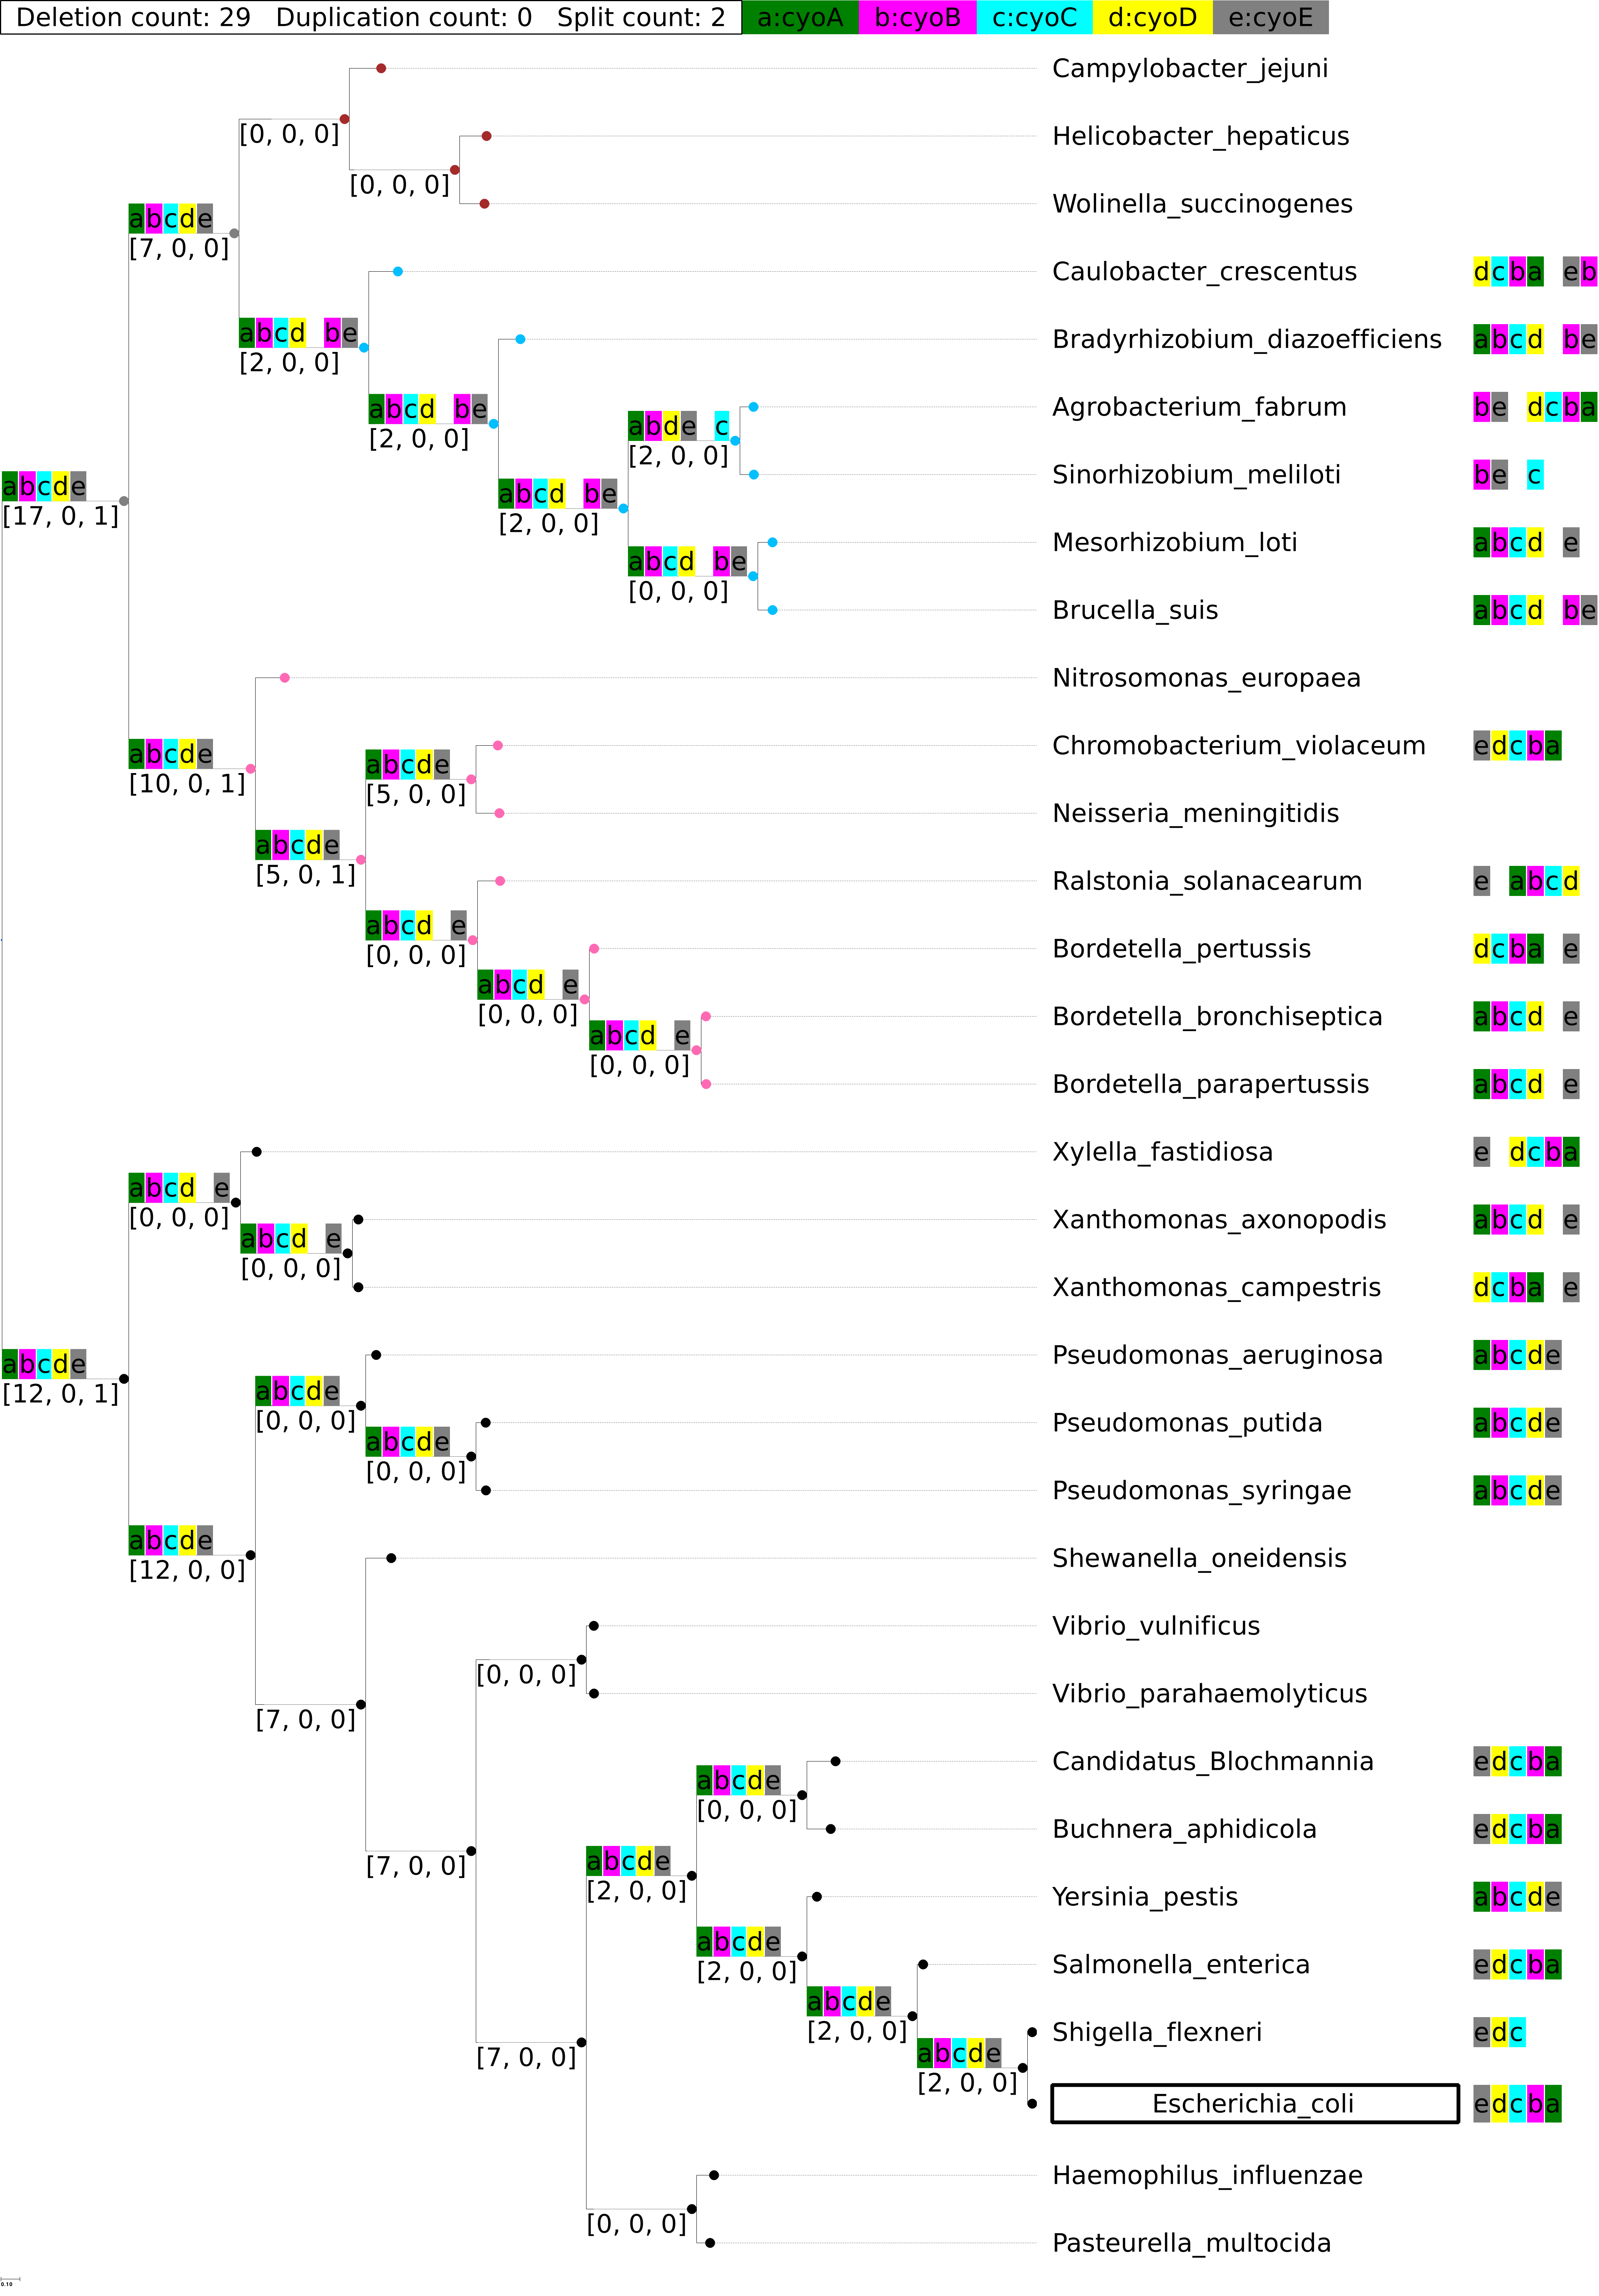 Deletion count: 29 Duplication count: 0 Split count: 2 a:cyoA b:cyoB c:cyoC d:cyoD e:cyoE
Campylobacter_jejuni
[0, 0, 0]
Helicobacter_hepaticus
[0, 0, 0]
Wolinella_succinogenes
abcde
[7, 0, 0]
Caulobacter_crescentus dcba eb
abcd be
[2, 0, 0]
Bradyrhizobium_diazoefficiens abcd be
abcd be
[2, 0, 0]
Agrobacterium_fabrum be dcba
abde c
[2, 0, 0]
Sinorhizobium_meliloti be c
abcde
[17, 0, 1]
abcd be
[2, 0, 0]
Mesorhizobium_loti abcd e
abcd be
[0, 0, 0]
Brucella_suis abcd be
Nitrosomonas_europaea
abcde
[10, 0, 1]
Chromobacterium_violaceum edcba
abcde
[5, 0, 0]
Neisseria_meningitidis
abcde
[5, 0, 1]
Ralstonia_solanacearum e abcd
abcd e
[0, 0, 0]
Bordetella_pertussis dcba e
abcd e
[0, 0, 0]
Bordetella_bronchiseptica abcd e
abcd e
[0, 0, 0]
Bordetella_parapertussis abcd e
Xylella_fastidiosa e dcba
abcd e
[0, 0, 0]
Xanthomonas_axonopodis abcd e
abcd e
[0, 0, 0]
Xanthomonas_campestris dcba e
abcde
[12, 0, 1]
Pseudomonas_aeruginosa abcde
abcde
[0, 0, 0]
Pseudomonas_putida abcde
abcde
[0, 0, 0]
Pseudomonas_syringae abcde
abcde
[12, 0, 0]
Shewanella_oneidensis
Vibrio_vulnificus
[0, 0, 0]
Vibrio_parahaemolyticus
[7, 0, 0]
Candidatus_Blochmannia edcba
abcde
[0, 0, 0]
Buchnera_aphidicola edcba
[7, 0, 0]
abcde
[2, 0, 0]
Yersinia_pestis abcde
abcde
[2, 0, 0]
Salmonella_enterica edcba
abcde
[2, 0, 0]
Shigella_flexneri edc
[7, 0, 0]
abcde
[2, 0, 0]
Escherichia_coli edcba
Haemophilus_influenzae
[0, 0, 0]
Pasteurella_multocida
0.10